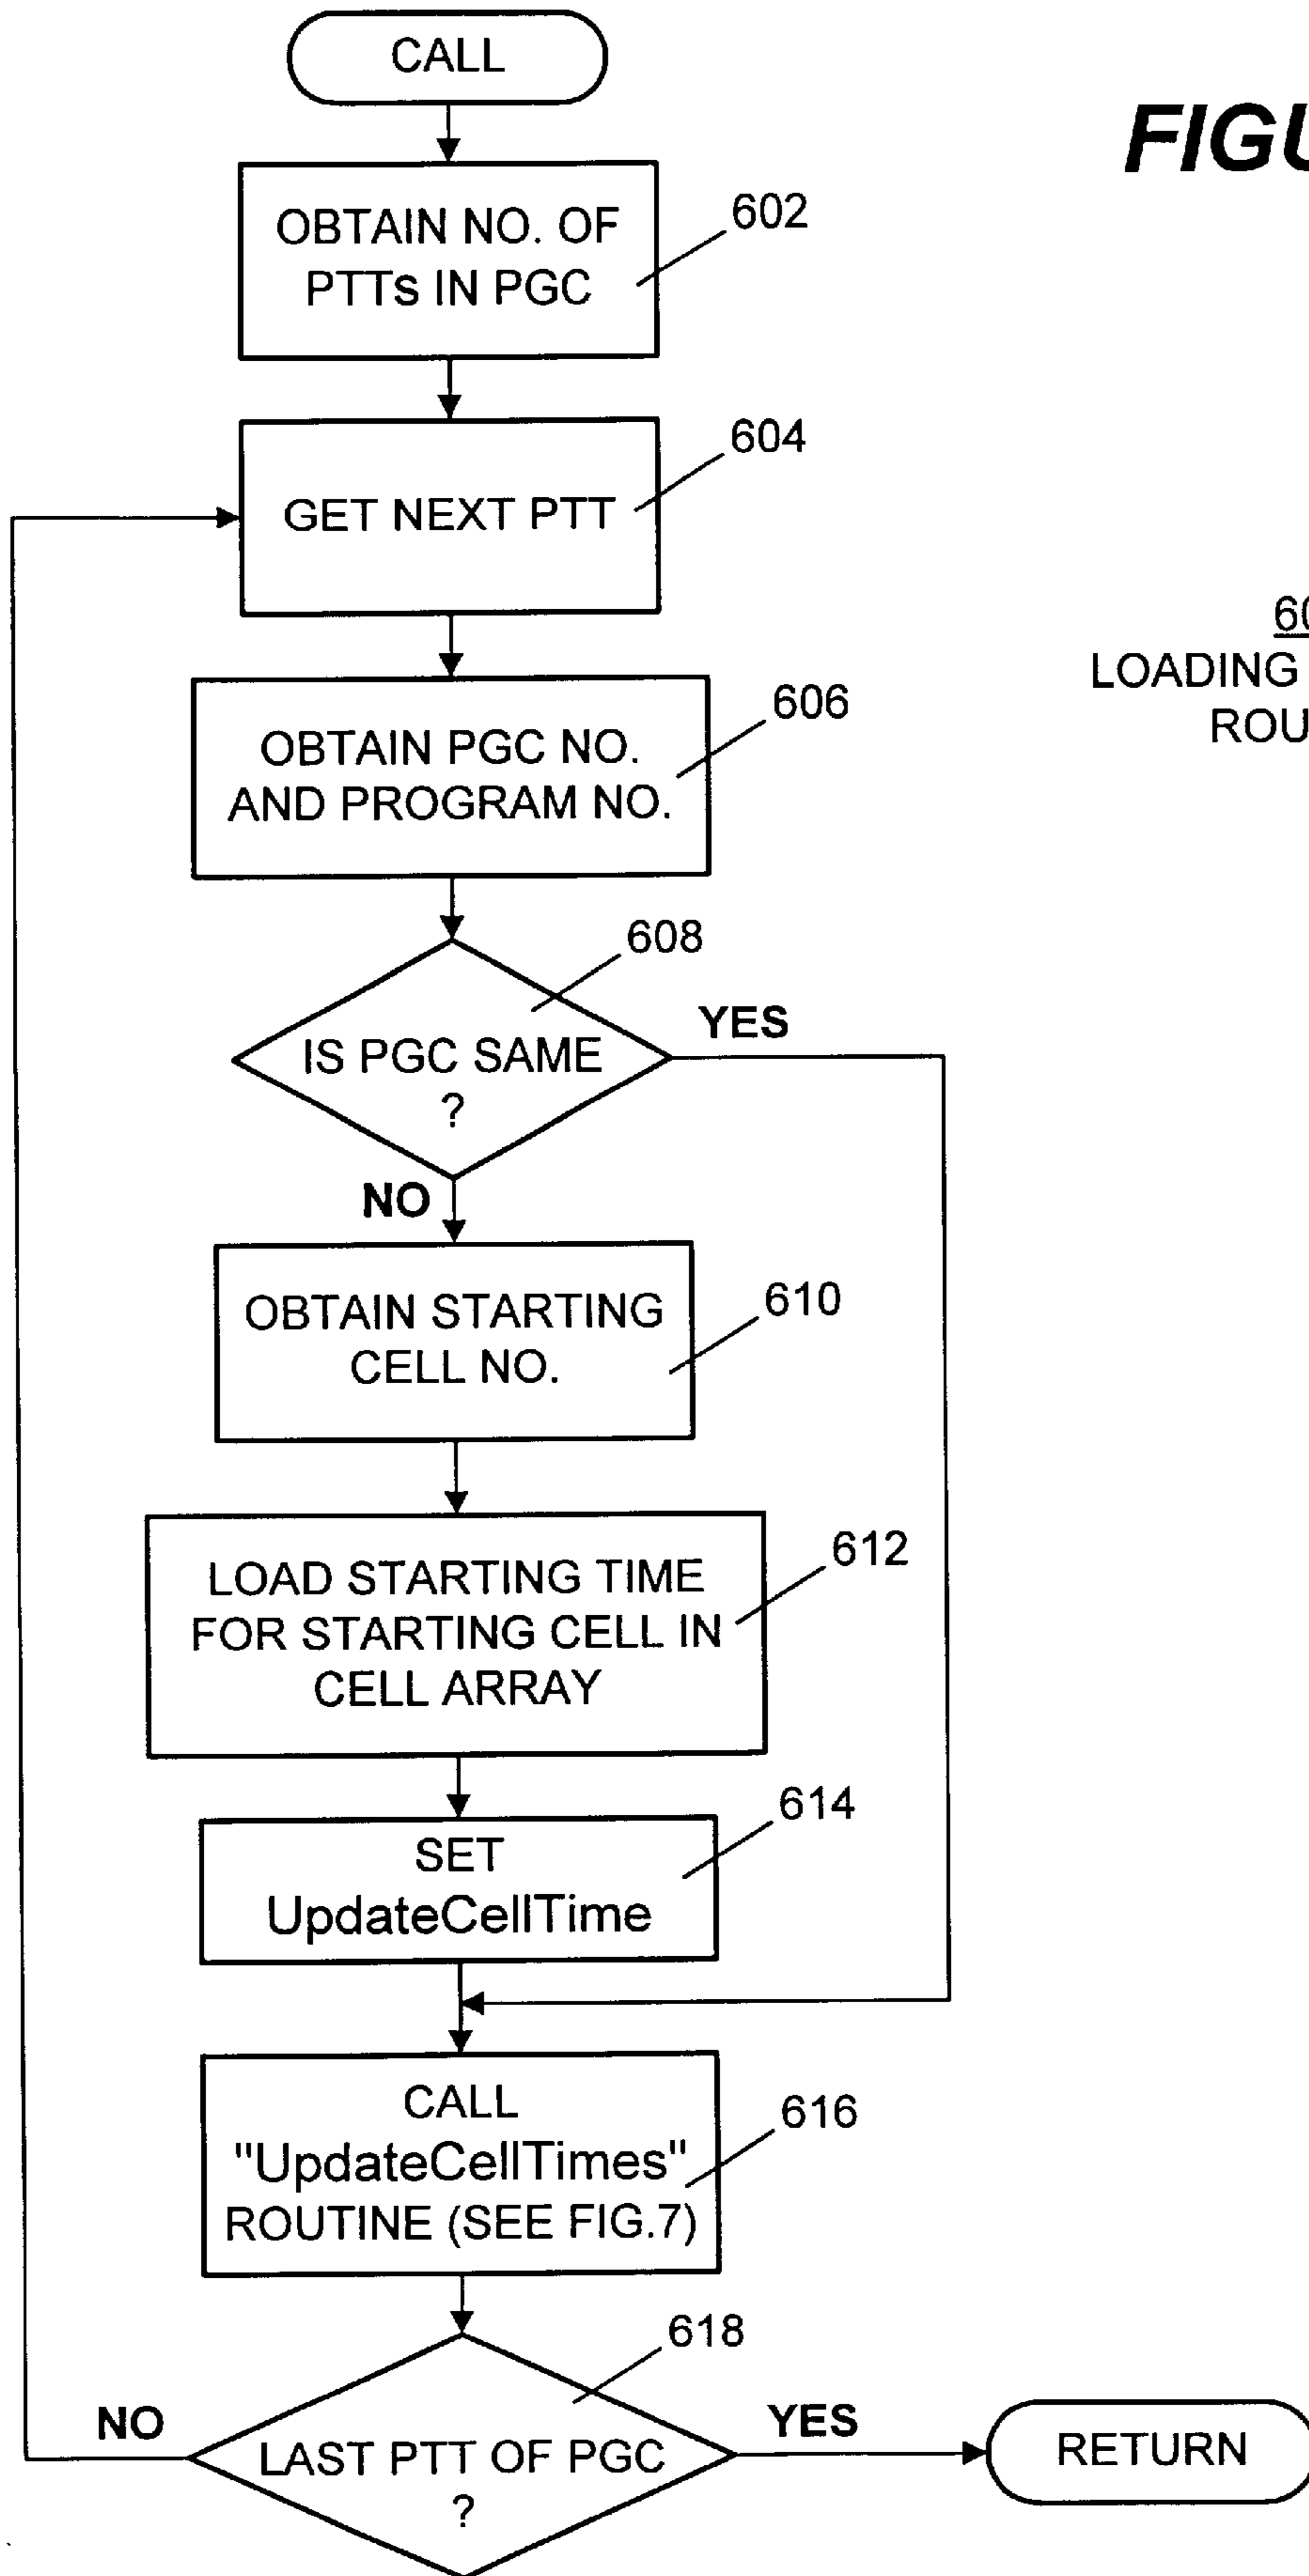 CALL
OBTAIN NO. OF
PTTs IN PGC
602
GET NEXT PTT
604
OBTAIN PGC NO.
AND PROGRAM NO.
606
LOADING
IS PGC SAME
?
608
YES
NO
OBTAIN STARTING
CELL NO.
610
LOAD STARTING TIME
FOR STARTING CELL IN
CELL ARRAY
612
SET
UpdateCellTime
614
CALL
"UpdateCellTimes"
ROUTINE (SEE FIG.7)
616
LAST PTT OF PGC
?
618
NO
YES
RETURN